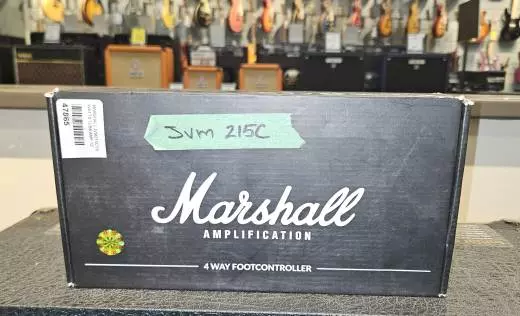 47865
JVM 215C
Marshall
AMPLIFICATION
4 WAY FOOTCONTROLLER